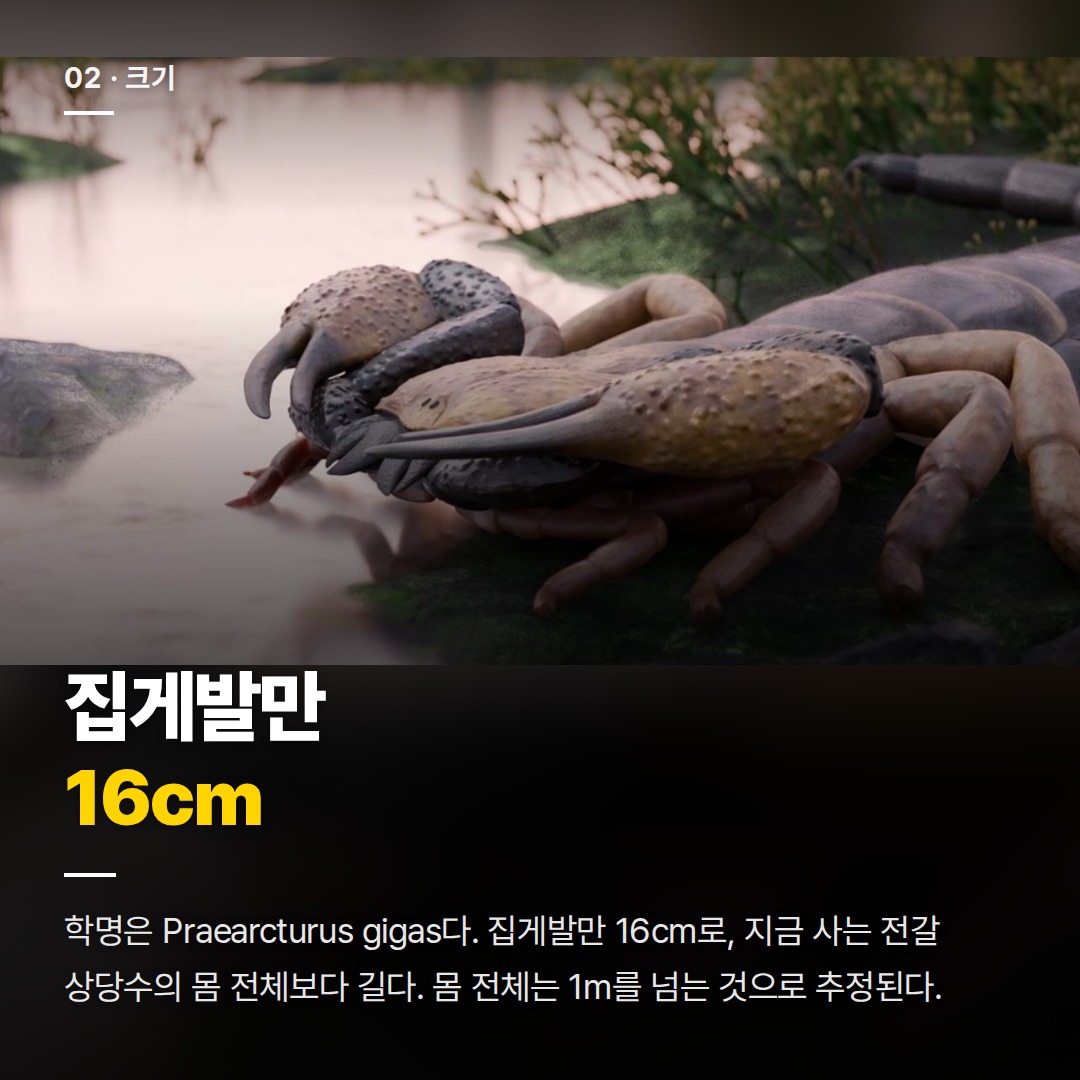 02 · 크기
집게발만
16cm
학명은 Praearcturus gigas다. 집게발만 16cm로, 지금 사는 전갈
상당수의 몸 전체보다 길다. 몸 전체는 1m를 넘는 것으로 추정된다.